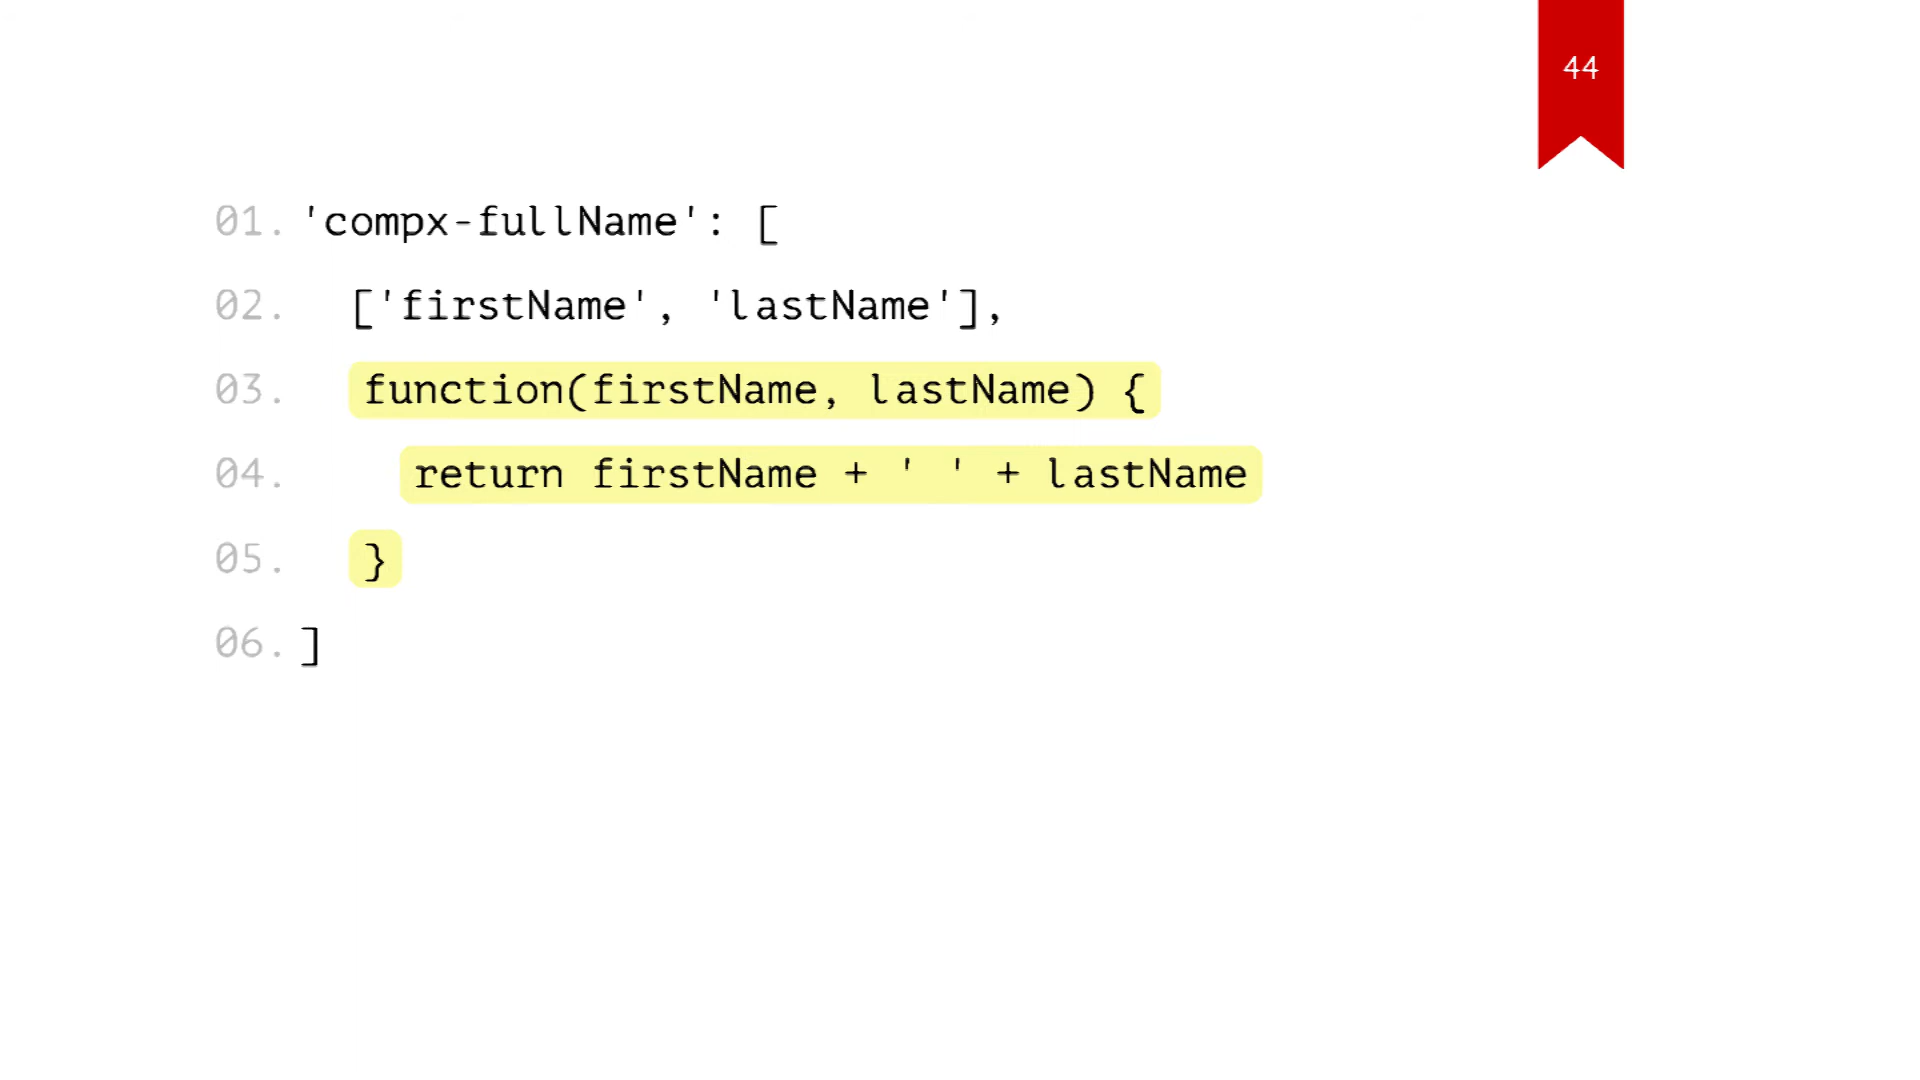 44
01. 'compx-fullName': [
02. ['firstName', 'lastName'],
03. function(firstName, lastName) {
04. return firstName + ' ' + lastName
05. }
06. ]